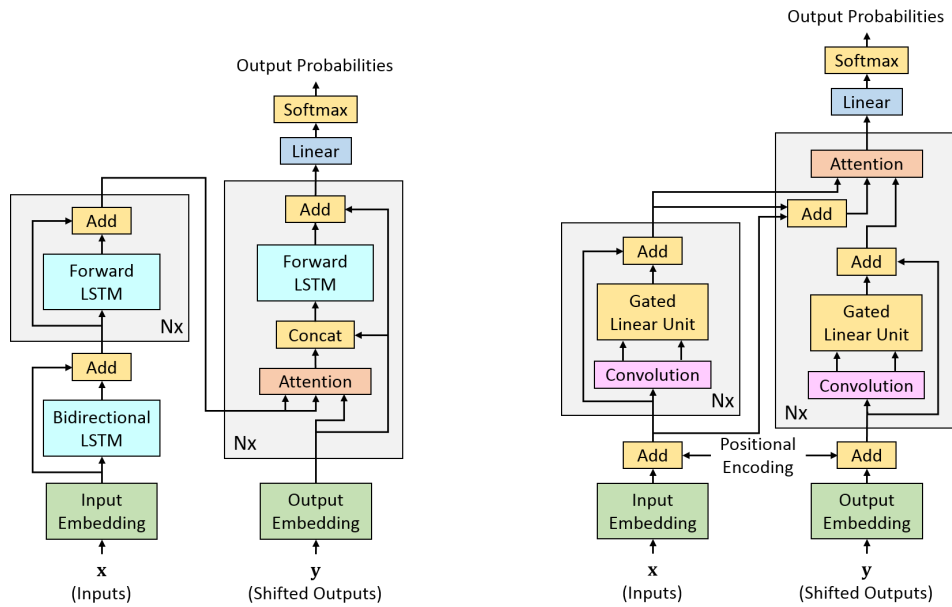 Output Probabilities
Softmax
Linear
Add
Forward
LSTM
Concat
Attention
Nx
Output
Embedding
y
(Shifted Outputs)
Add
Forward
LSTM
Nx
Add
Bidirectional
LSTM
Input
Embedding
x
(Inputs)
Output Probabilities
Softmax
Linear
Attention
Add
Add
Gated
Linear Unit
Convolution
Nx
Add
Output
Embedding
y
(Shifted Outputs)
Add
Gated
Linear Unit
Convolution
Nx
Add
Positional
Encoding
Input
Embedding
x
(Inputs)